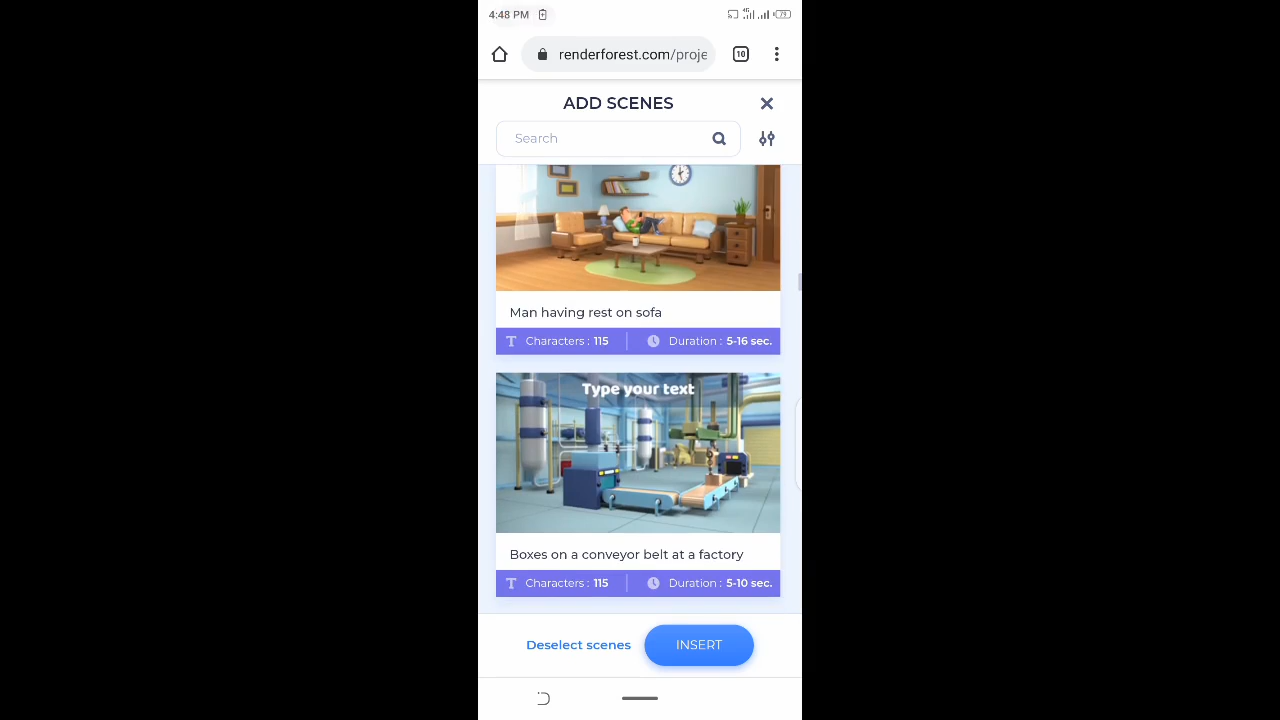 4:48 PM
4G
79
renderforest.com/proje
10
ADD SCENES
Search
Man having rest on sofa
Characters : 115
Duration : 5-16 sec.
Type your text
Boxes on a conveyor belt at a factory
Characters : 115
Duration : 5-10 sec.
Deselect scenes
INSERT